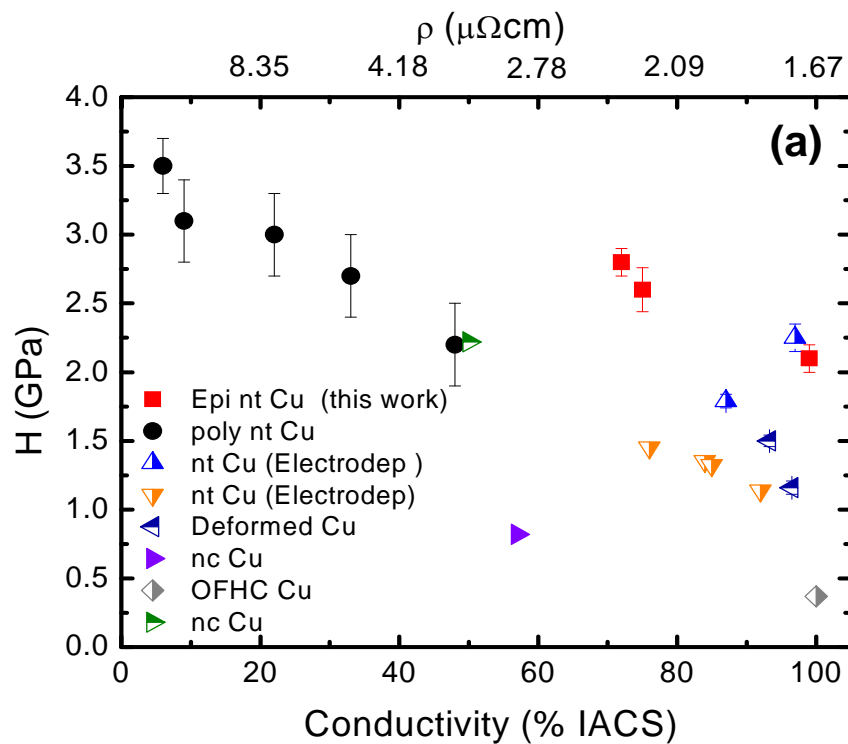 ρ (μΩcm)
8.35 4.18 2.78 2.09 1.67
(a)
4.0
3.5
3.0
2.5
2.0
1.5
1.0
0.5
0.0
H (GPa)
Epi nt Cu (this work)
poly nt Cu
nt Cu (Electrodep )
nt Cu (Electrodep)
Deformed Cu
nc Cu
OFHC Cu
nc Cu
0 20 40 60 80 100
Conductivity (% IACS)